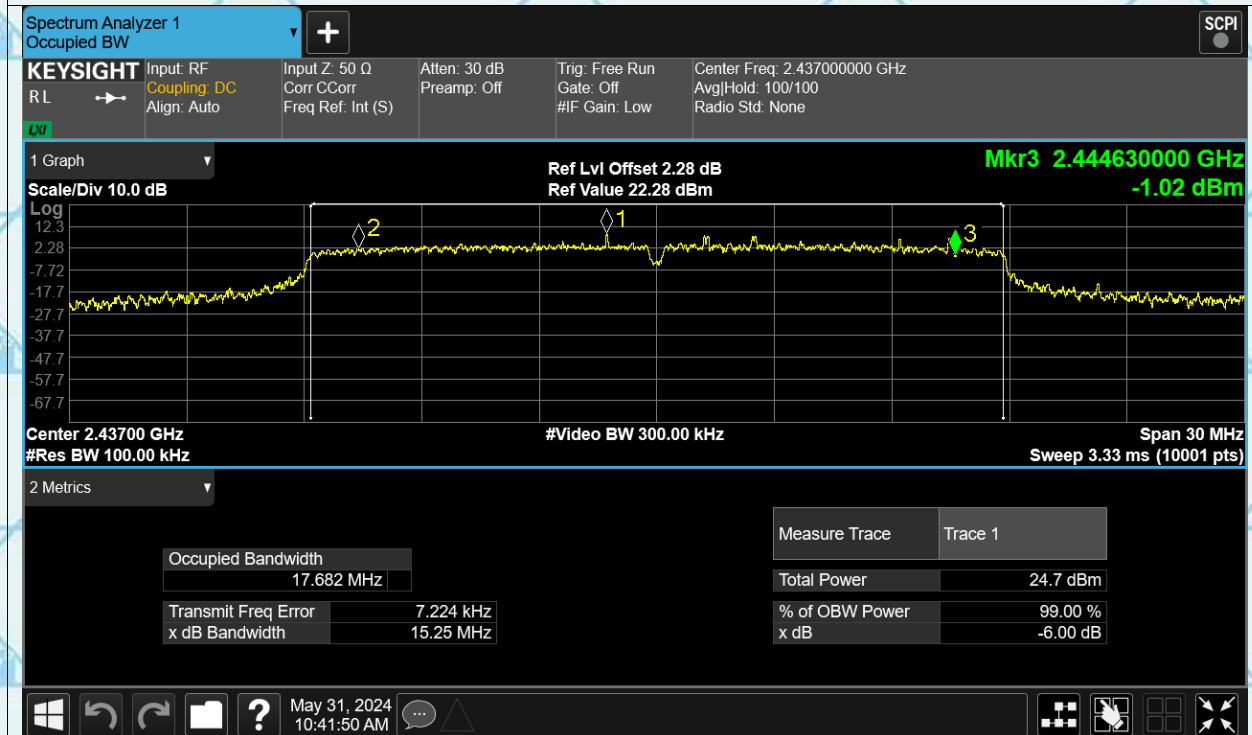 Spectrum Analyzer 1
Occupied BW
+
SCPI
KEYSIGHT
RL
LXI
Input: RF
Coupling: DC
Align: Auto
Input Z: 50 Ω
Corr CCorr
Freq Ref: Int (S)
Atten: 30 dB
Preamp: Off
Trig: Free Run
Gate: Off
#IF Gain: Low
Center Freq: 2.437000000 GHz
Avg|Hold: 100/100
Radio Std: None
1 Graph
Scale/Div 10.0 dB
Ref Lvl Offset 2.28 dB
Ref Value 22.28 dBm
Mkr3 2.444630000 GHz
-1.02 dBm
Log
12.3
2.28
-7.72
-17.7
-27.7
-37.7
-47.7
-57.7
-67.7
2
1
3
Center 2.43700 GHz
#Video BW 300.00 kHz
Span 30 MHz
#Res BW 100.00 kHz
Sweep 3.33 ms (10001 pts)
2 Metrics
Occupied Bandwidth
17.682 MHz
Transmit Freq Error 7.224 kHz
x dB Bandwidth 15.25 MHz
Measure Trace Trace 1
Total Power 24.7 dBm
% of OBW Power 99.00 %
x dB -6.00 dB
?
May 31, 2024
10:41:50 AM